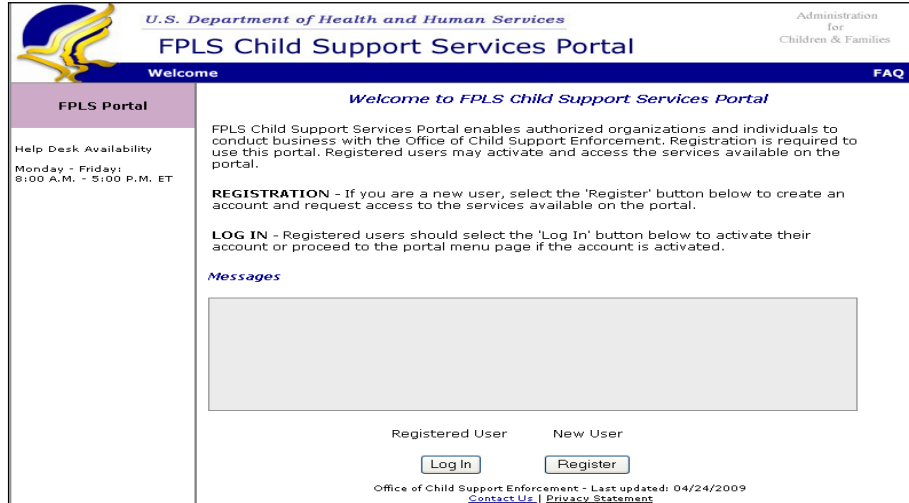 U.S. Department of Health and Human Services
FPLS Child Support Services Portal
Administration
for
Children & Families
Welcome
FAQ
FPLS Portal
Help Desk Availability
Monday - Friday:
8:00 A.M. - 5:00 P.M. ET
Welcome to FPLS Child Support Services Portal
FPLS Child Support Services Portal enables authorized organizations and individuals to
conduct business with the Office of Child Support Enforcement. Registration is required to
use this portal. Registered users may activate and access the services available on the
portal.
REGISTRATION - If you are a new user, select the 'Register' button below to create an
account and request access to the services available on the portal.
LOG IN - Registered users should select the 'Log In' button below to activate their
account or proceed to the portal menu page if the account is activated.
Messages
Registered User
New User
Log In
Register
Office of Child Support Enforcement - Last updated: 04/24/2009
Contact Us | Privacy Statement